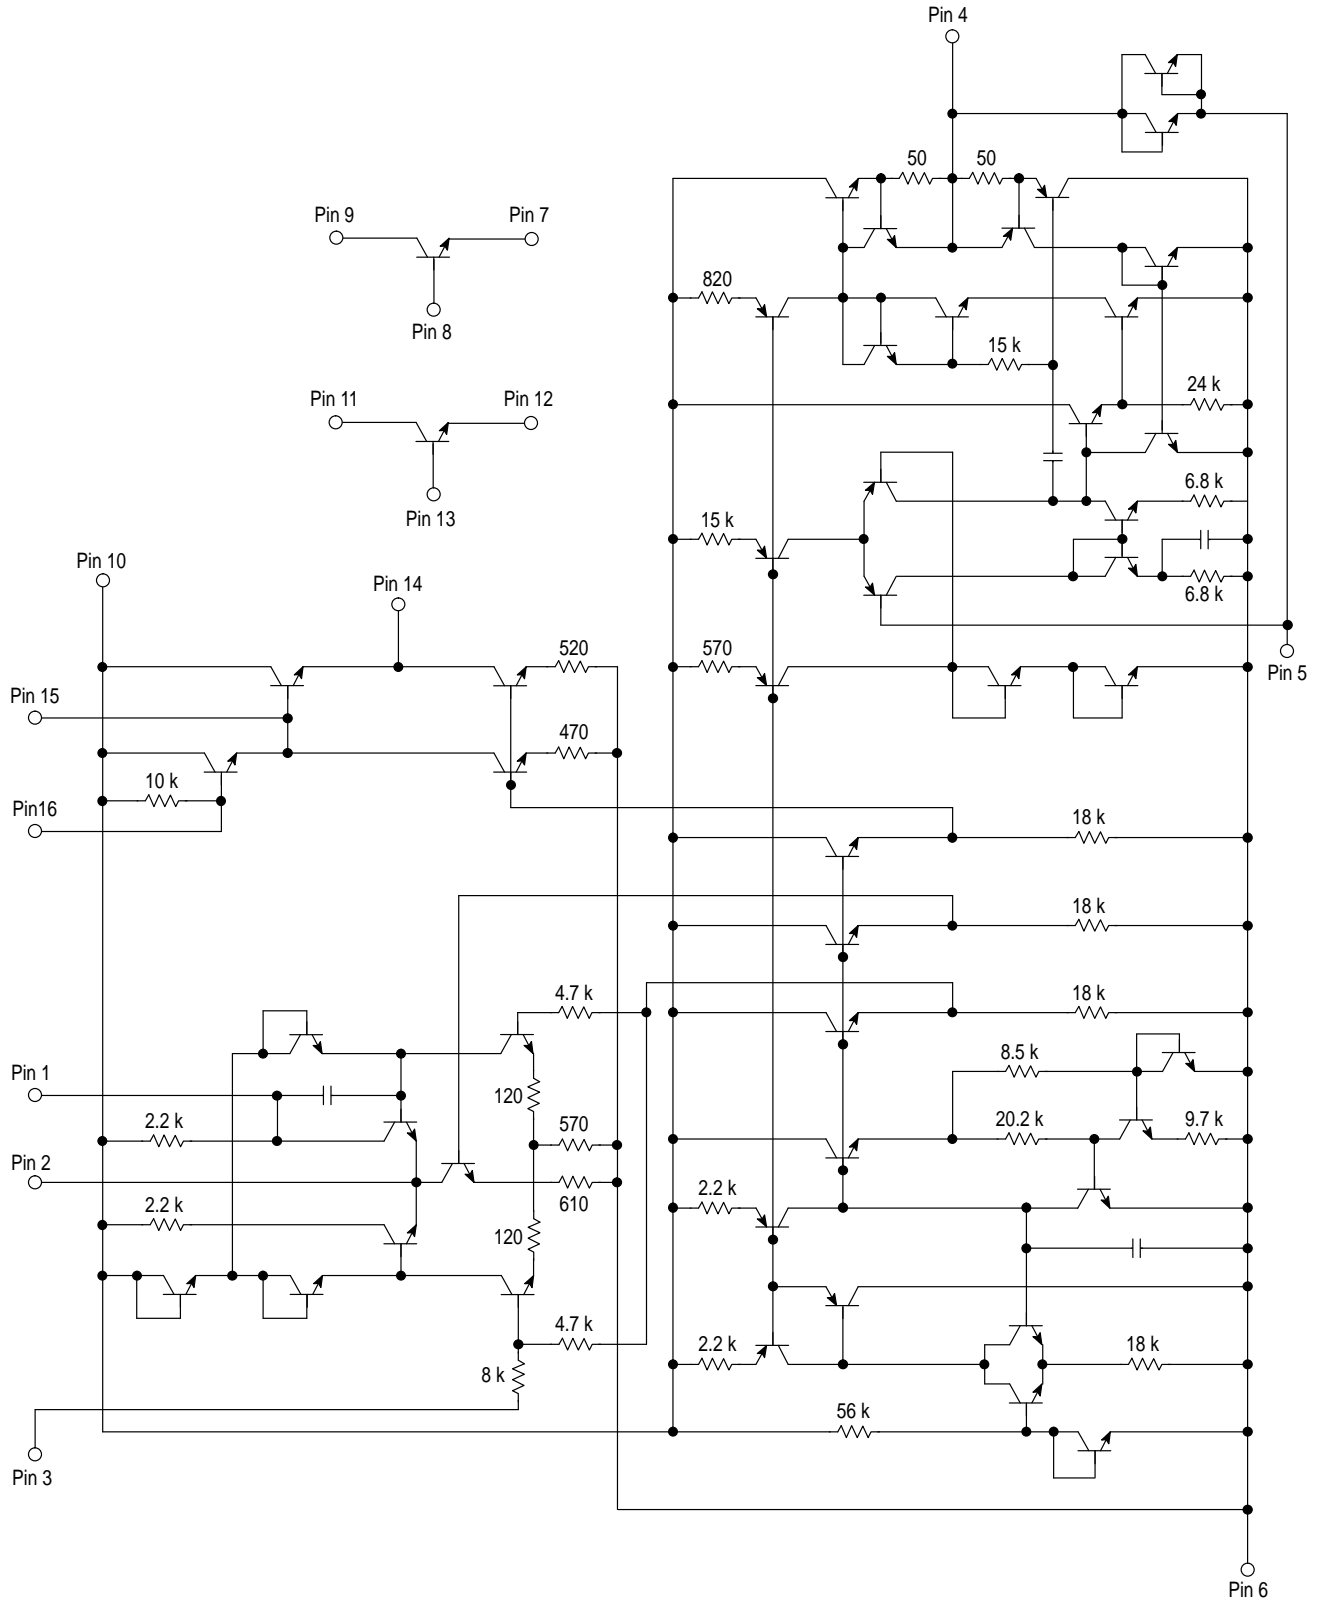 Pin 4
50
50
Pin 9
Pin 7
Pin 8
820
15 k
Pin 11
Pin 12
24 k
Pin 13
6.8 k
15 k
6.8 k
Pin 10
Pin 14
520
570
Pin 5
Pin 15
470
10 k
Pin16
18 k
18 k
4.7 k
18 k
Pin 1
120
8.5 k
2.2 k
570
20.2 k
9.7 k
Pin 2
610
2.2 k
2.2 k
120
4.7 k
2.2 k
18 k
8 k
56 k
Pin 3
Pin 6